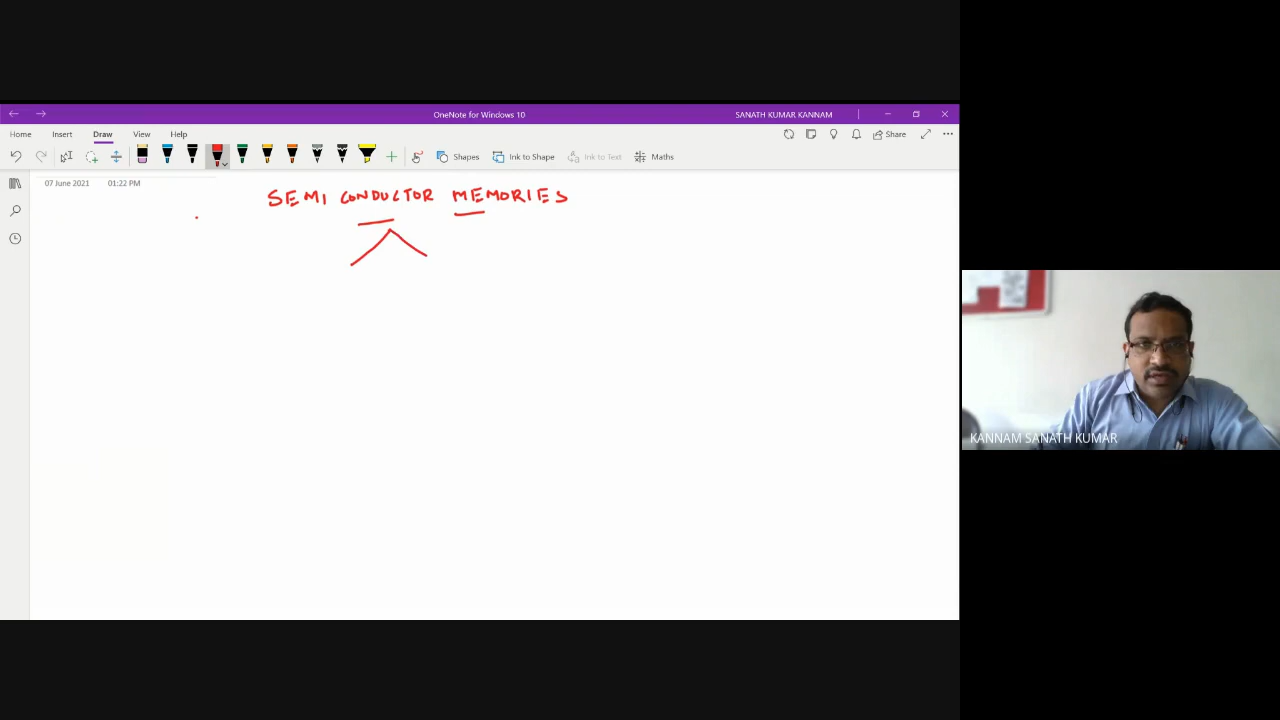 OneNote for Windows 10
SANATH KUMAR KANNAM
Home Insert Draw View Help
Share
Shapes Ink to Shape Ink to Text Maths
07 June 2021 01:22 PM
SEMI CONDUCTOR MEMORIES
KANNAM SANATH KUMAR